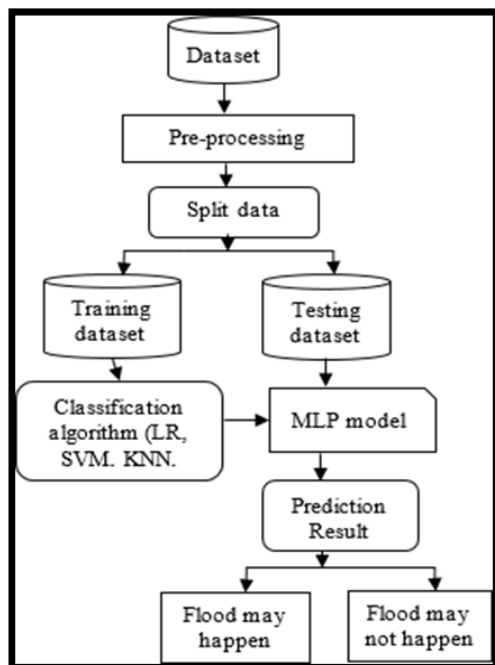 Dataset
Pre-processing
Split data
Training
dataset
Testing
dataset
Classification
algorithm (LR,
SVM. KNN.
MLP model
Prediction
Result
Flood may
happen
Flood may
not happen